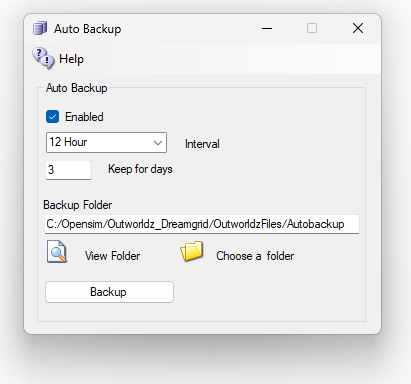 Auto Backup
Help
Auto Backup
Enabled
12 Hour Interval
3 Keep for days
Backup Folder
C:/Opensim/Outworldz_Dreamgrid/OutworldzFiles/Autobackup
View Folder Choose a folder
Backup